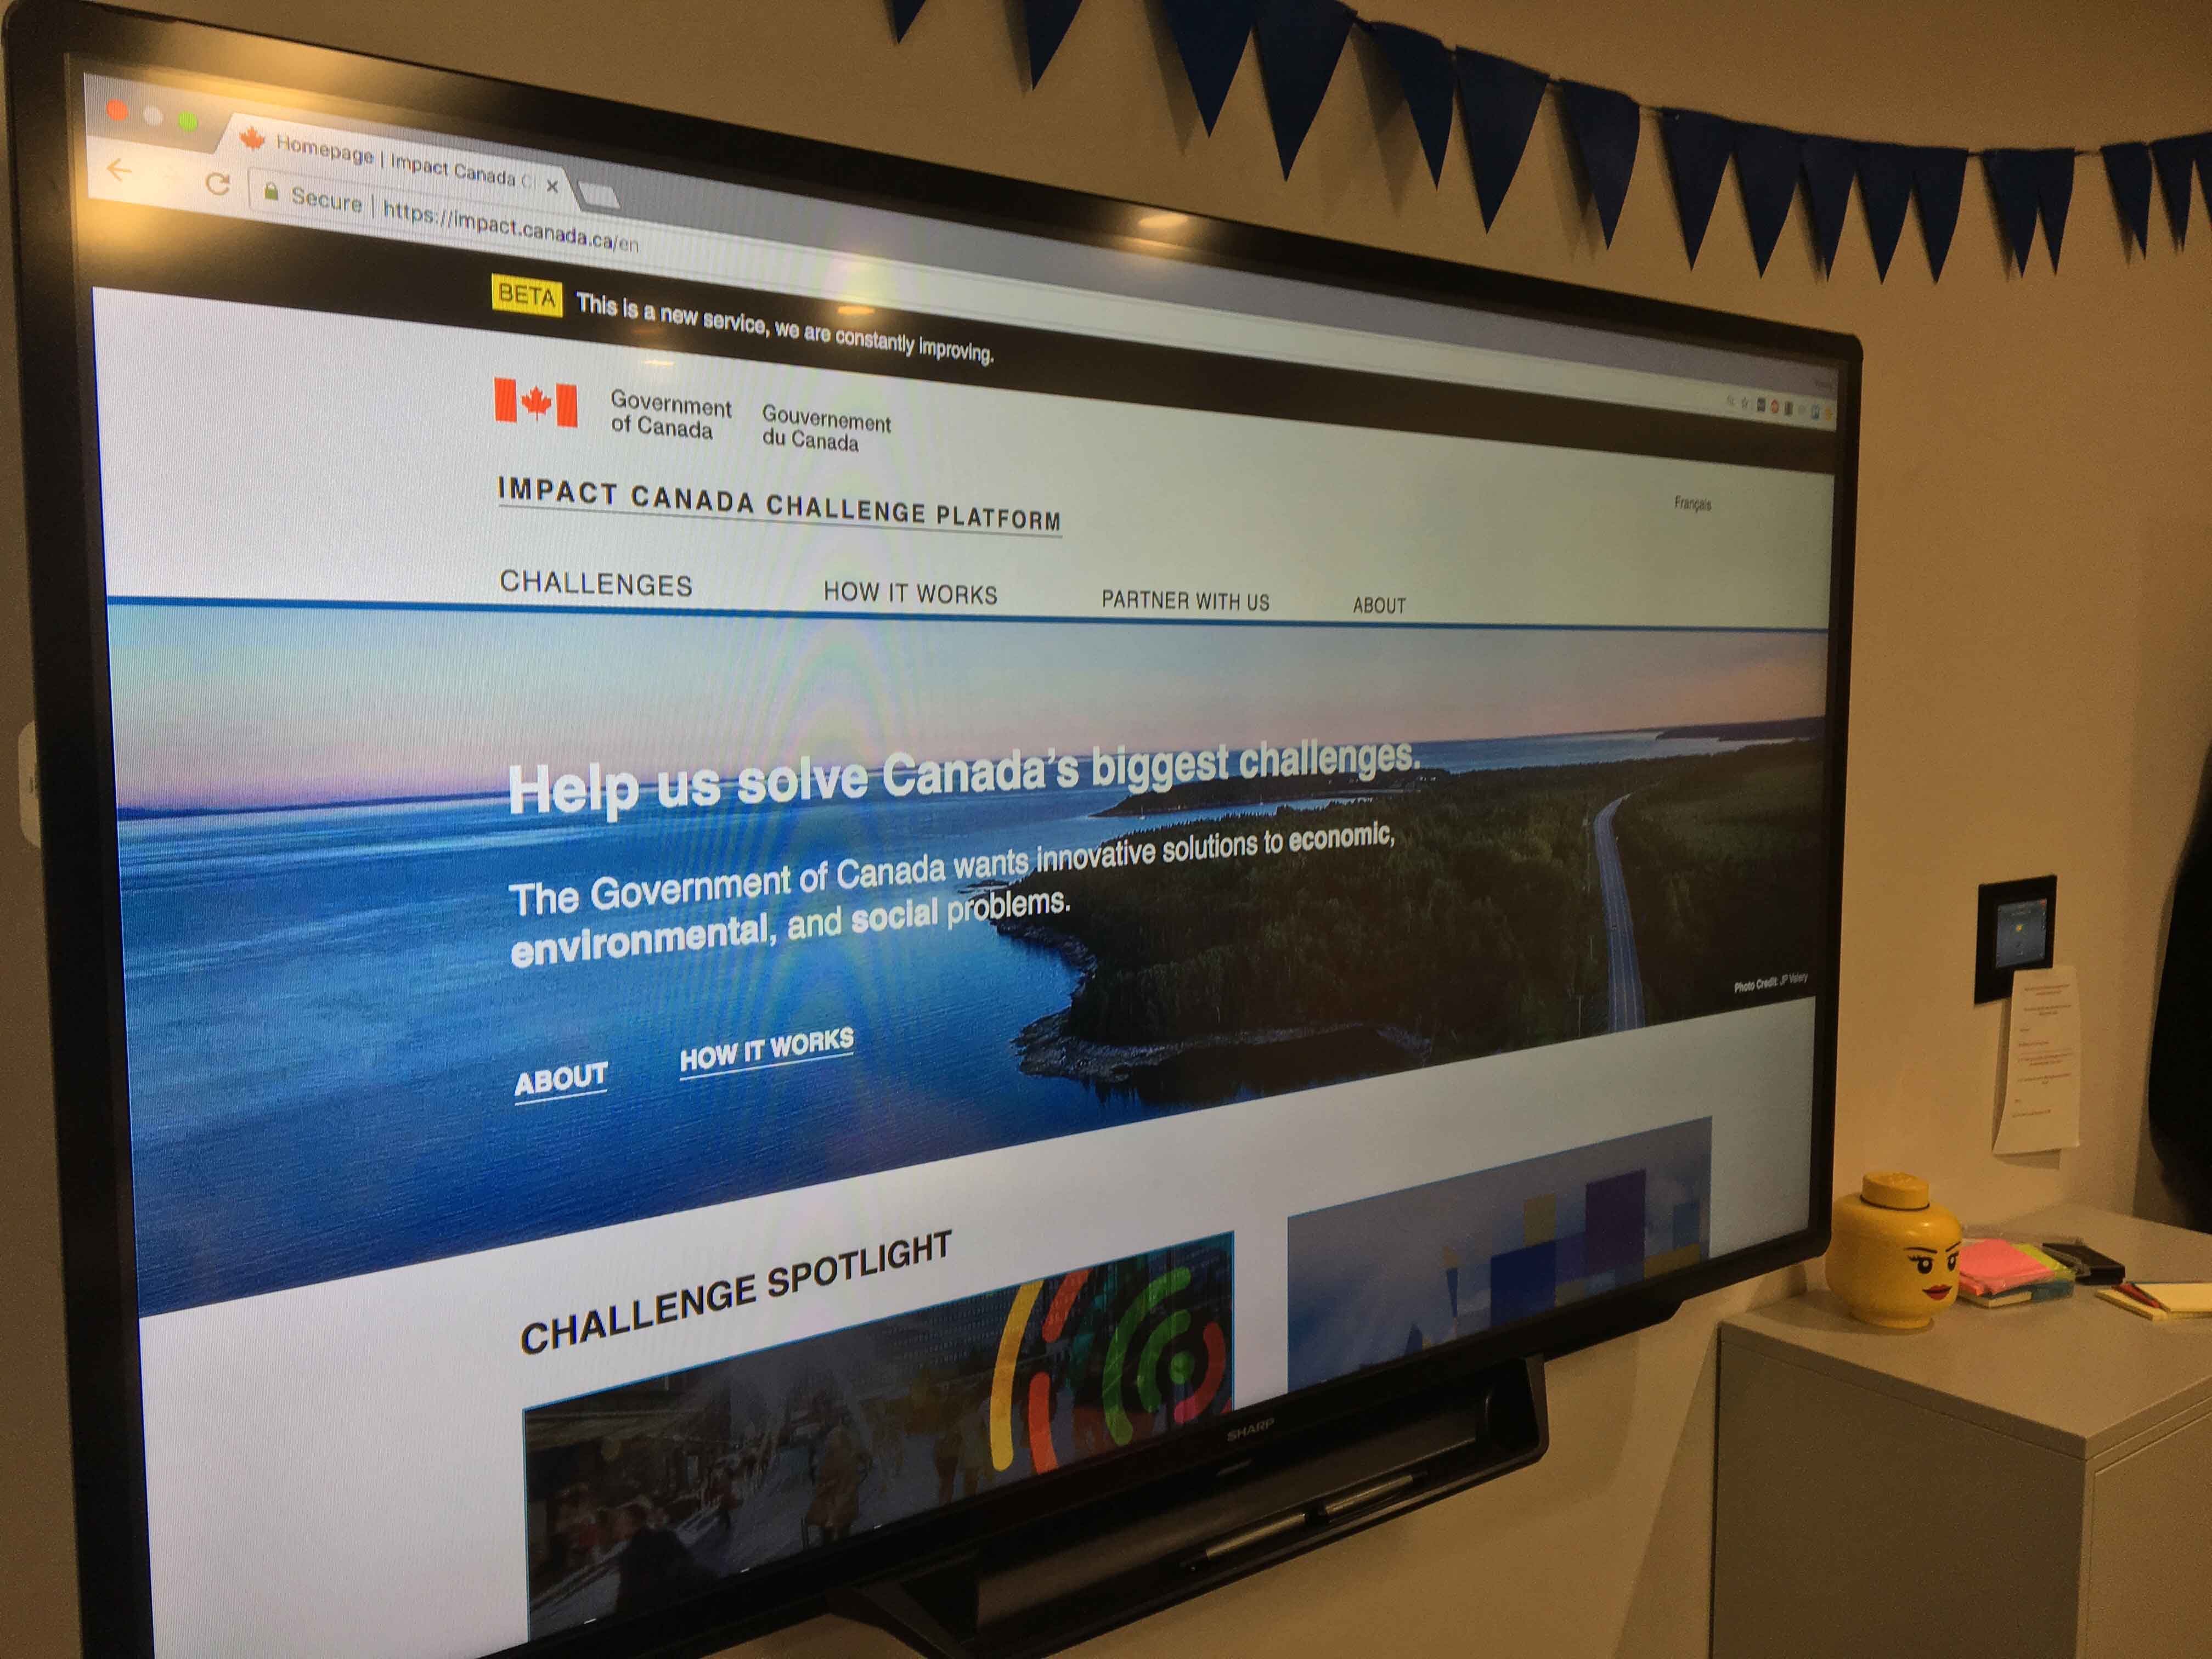 Homepage | Impact Canada C
Secure | https://impact.canada.ca/en
BETA This is a new service, we are constantly improving.
Government
of Canada
Gouvernement
du Canada
IMPACT CANADA CHALLENGE PLATFORM
Français
CHALLENGES HOW IT WORKS PARTNER WITH US ABOUT
Help us solve Canada's biggest challenges.
The Government of Canada wants innovative solutions to economic,
environmental, and social problems.
Photo Credit: JP Valery
ABOUT HOW IT WORKS
CHALLENGE SPOTLIGHT
SHARP